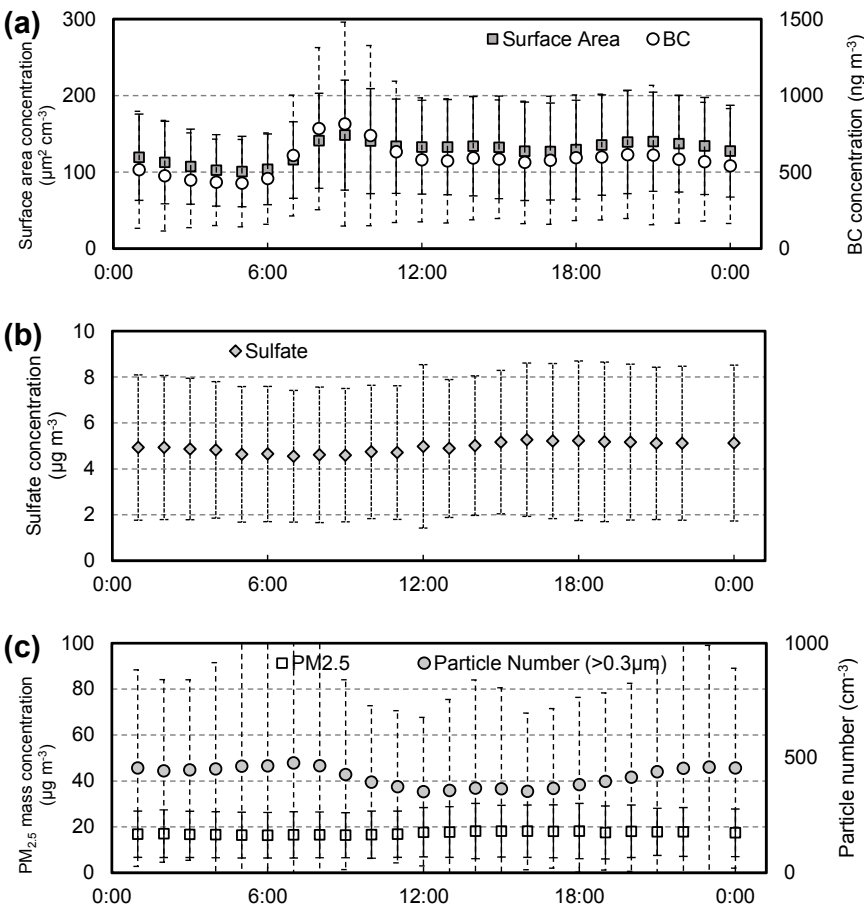 (a)
300
200
100
0
Surface area concentration
(µm² cm⁻³)
Surface Area
BC
1500
1000
500
0
BC concentration (ng m⁻³)
0:00 6:00 12:00 18:00 0:00
(b)
10
8
6
4
2
0
Sulfate concentration
(µg m⁻³)
Sulfate
0:00 6:00 12:00 18:00 0:00
(c)
100
80
60
40
20
0
PM₂.₅ mass concentration
(µg m⁻³)
PM2.5
Particle Number (>0.3µm)
1000
500
0
Particle number (cm⁻³)
0:00 6:00 12:00 18:00 0:00